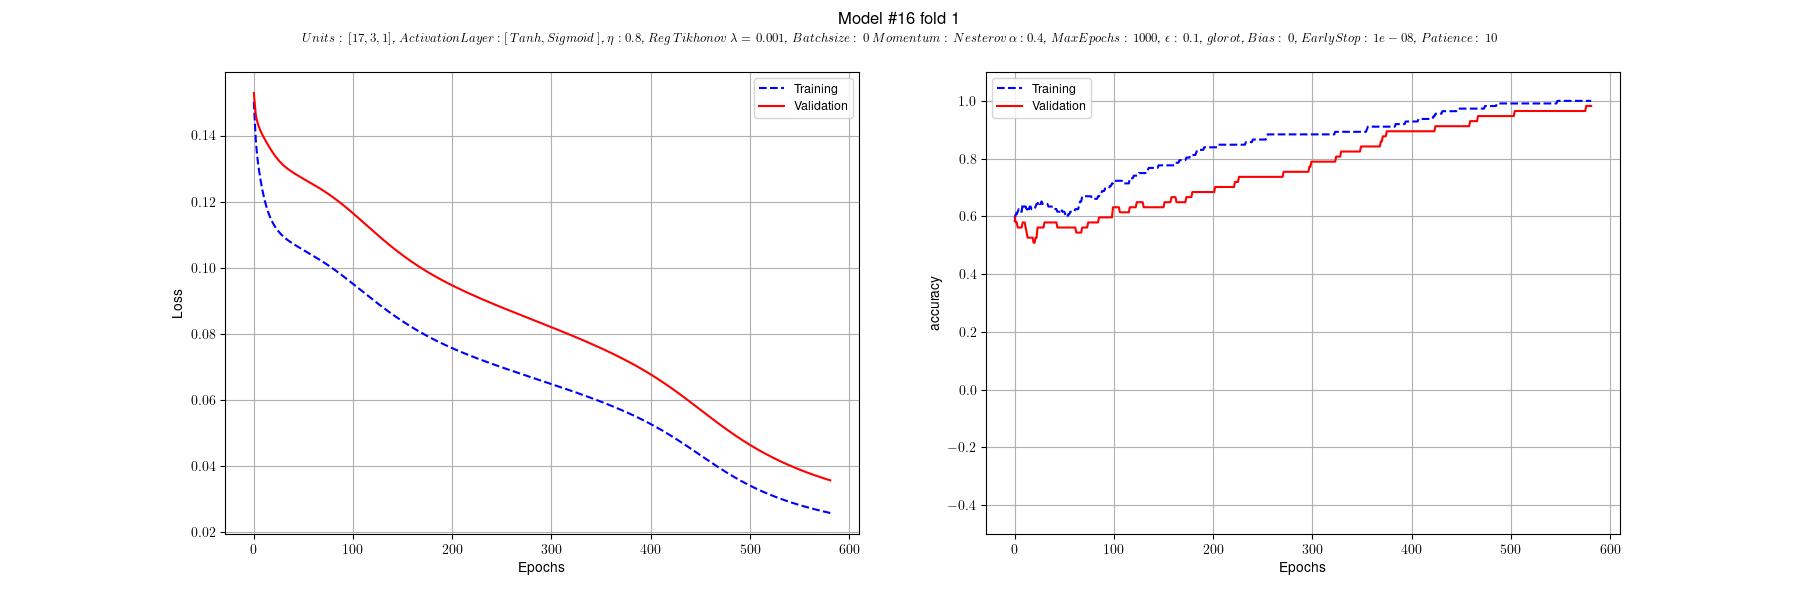 Model #16 fold 1
Units : [17, 3, 1], ActivationLayer : [ Tanh, Sigmoid ], η : 0.8, Reg Tikhonov λ = 0.001, Batchsize : 0 Momentum : Nesterov α : 0.4, MaxEpochs : 1000, ϵ : 0.1, glorot, Bias : 0, EarlyStop : 1e − 08, Patience : 10
Training
Validation
Loss
0.14
0.12
0.10
0.08
0.06
0.04
0.02
0 100 200 300 400 500 600
Epochs
Training
Validation
accuracy
1.0
0.8
0.6
0.4
0.2
0.0
−0.2
−0.4
0 100 200 300 400 500 600
Epochs